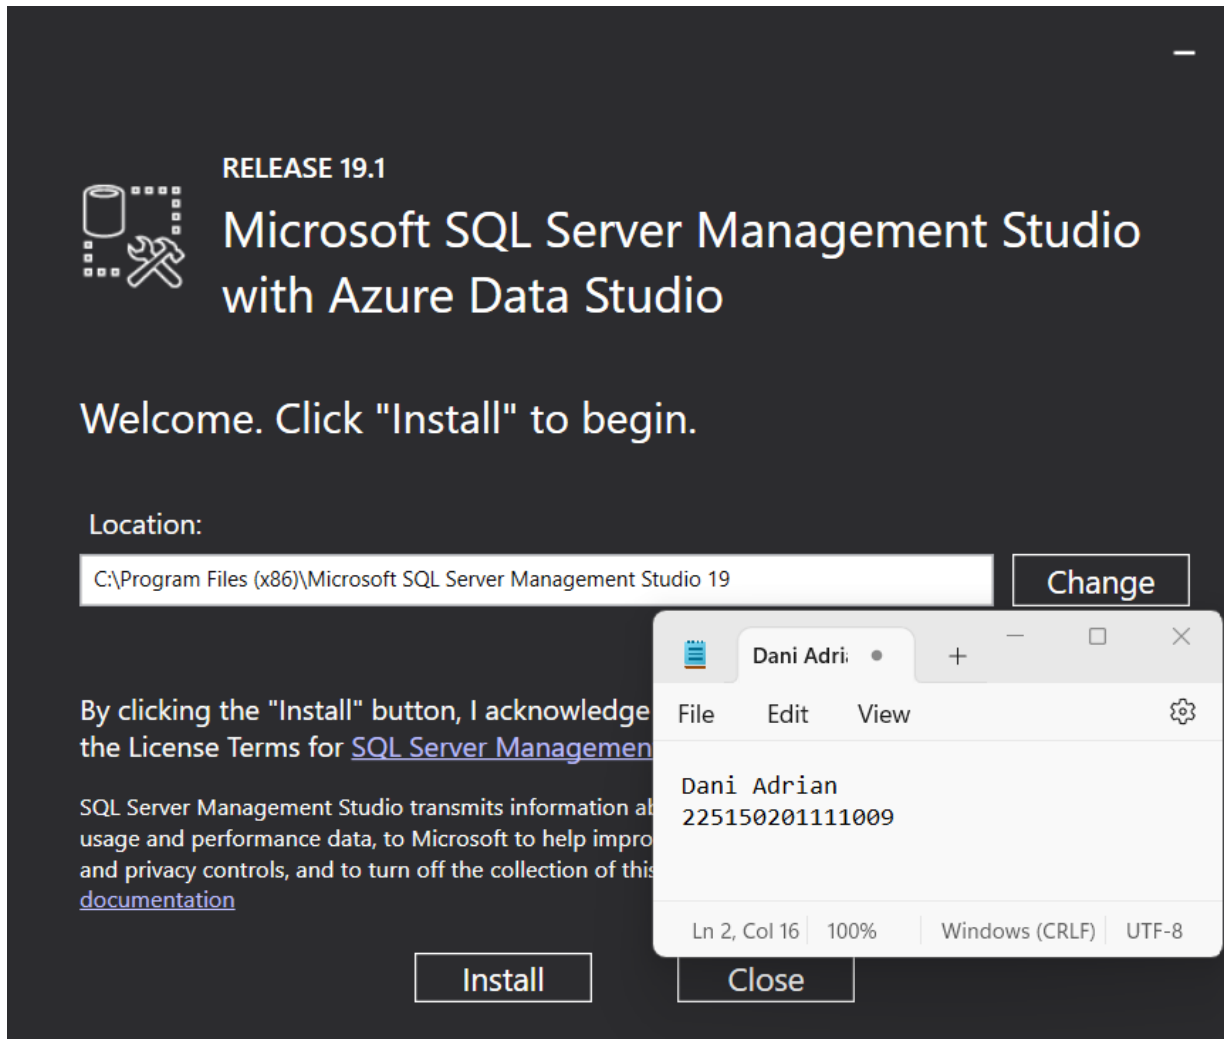 RELEASE 19.1
Microsoft SQL Server Management Studio
with Azure Data Studio
Welcome. Click "Install" to begin.
Location:
C:\Program Files (x86)\Microsoft SQL Server Management Studio 19
Change
By clicking the "Install" button, I acknowledge
the License Terms for SQL Server Managemen
SQL Server Management Studio transmits information
usage and performance data, to Microsoft to help impro
and privacy controls, and to turn off the collection of this
documentation
Install
Close
Dani Adri
File Edit View
Dani Adrian
225150201111009
Ln 2, Col 16 100% Windows (CRLF) UTF-8